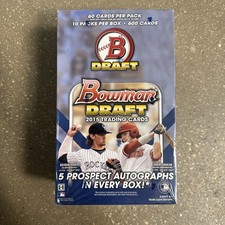 60 CARDS PER PACK
10 PACKS PER BOX • 600 CARDS
B
DRAFT
Bowman
DRAFT
2015 TRADING CARDS
5 PROSPECT AUTOGRAPHS
IN EVERY BOX!